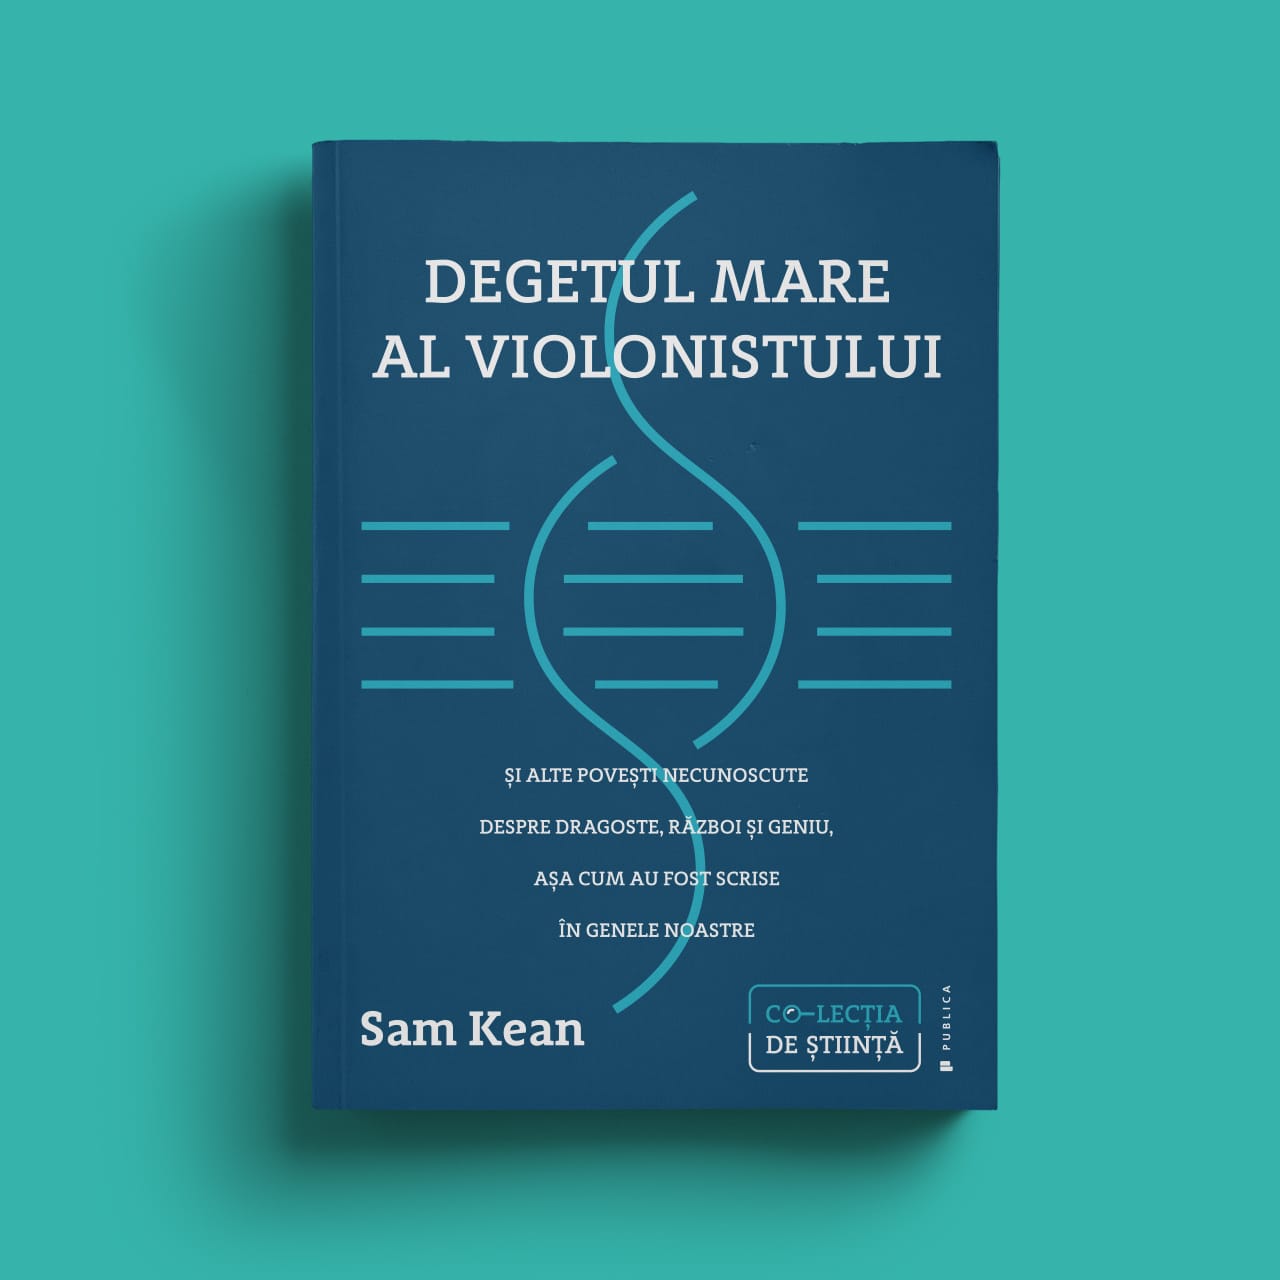 DEGETUL MARE
AL VIOLONISTULUI
ȘI ALTE POVEȘTI NECUNOSCUTE
DESPRE DRAGOSTE, RĂZBOI ȘI GENIU,
AȘA CUM AU FOST SCRISE
ÎN GENELE NOASTRE
Sam Kean
CO-LECȚIA
DE ȘTIINȚĂ
PUBLICA